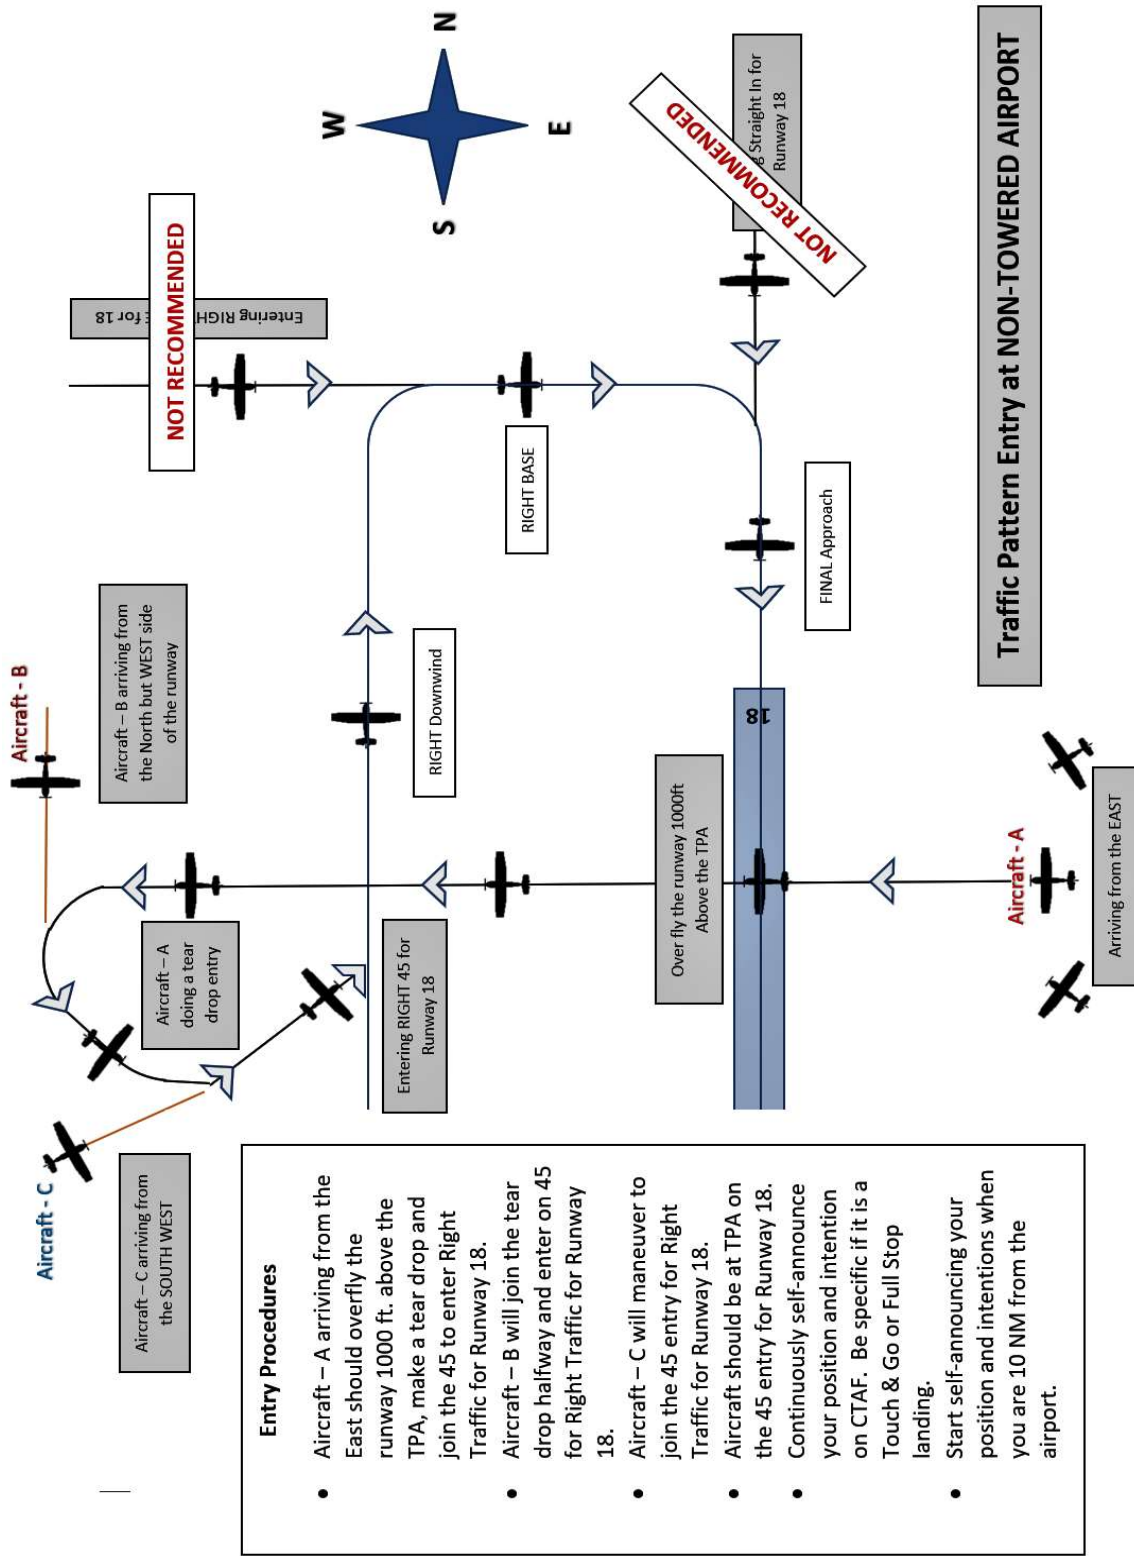 Traffic Pattern Entry at NON-TOWERED AIRPORT
Entry Procedures
• Aircraft – A arriving from the
East should overfly the
runway 1000 ft. above the
TPA, make a tear drop and
join the 45 to enter Right
Traffic for Runway 18.
• Aircraft – B will join the tear
drop halfway and enter on 45
for Right Traffic for Runway
18.
• Aircraft – C will maneuver to
join the 45 entry for Right
Traffic for Runway 18.
• Aircraft should be at TPA on
the 45 entry for Runway 18.
• Continuously self-announce
your position and intention
on CTAF. Be specific if it is a
Touch & Go or Full Stop
landing.
• Start self-announcing your
position and intentions when
you are 10 NM from the
airport.
Aircraft - C
Aircraft – C arriving from
the SOUTH WEST
Aircraft - B
Aircraft – B arriving from
the North but WEST side
of the runway
Aircraft – A
doing a tear
drop entry
Entering RIGHT 45 for
Runway 18
RIGHT Downwind
RIGHT BASE
FINAL Approach
Over fly the runway 1000ft
Above the TPA
18
Aircraft - A
Arriving from the EAST
Entering RIGH
for 18
NOT RECOMMENDED
Straight In for
Runway 18
NOT RECOMMENDED
N
W
E
S